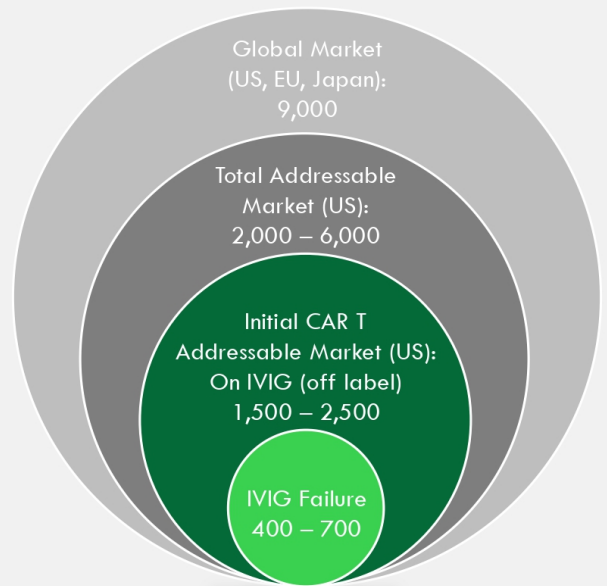 Global Market
(US, EU, Japan):
9,000
Total Addressable
Market (US):
2,000 – 6,000
Initial CAR T
Addressable Market (US):
On IVIG (off label)
1,500 – 2,500
IVIG Failure
400 – 700